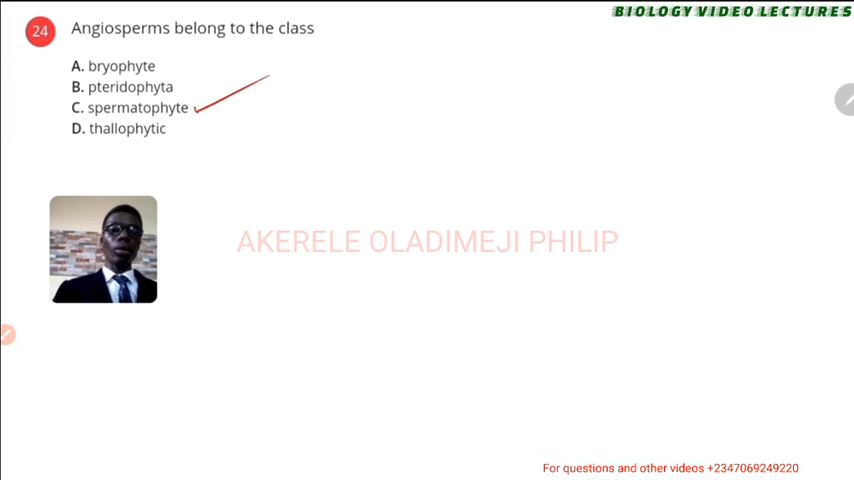 BIOLOGY VIDEO LECTURES
24 Angiosperms belong to the class
A. bryophyte
B. pteridophyta
C. spermatophyte
D. thallophytic
AKERELE OLADIMEJI PHILIP
For questions and other videos +2347069249220